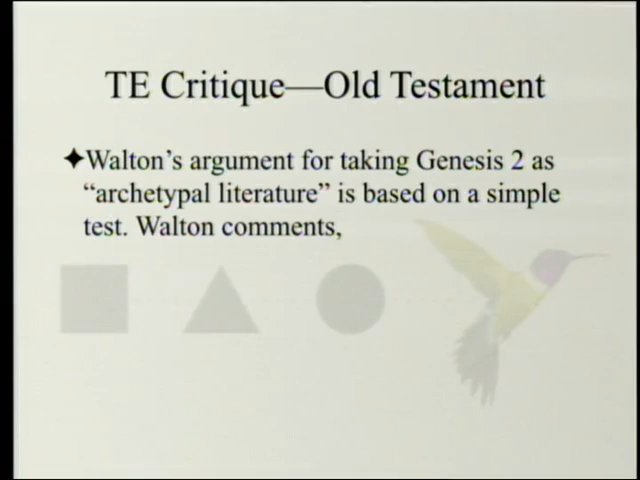 TE Critique—Old Testament
✦Walton’s argument for taking Genesis 2 as
“archetypal literature” is based on a simple
test. Walton comments,